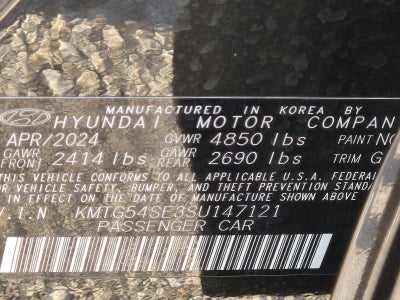 MANUFACTURED IN KOREA BY
HYUNDAI MOTOR COMPAN
APR/2024 GVWR 4850 lbs PAINT NO
GAWR FRONT 2414 lbs GAWR REAR 2690 lbs TRIM G
THIS VEHICLE CONFORMS TO ALL APPLICABLE U.S.A. FEDERAL
VEHICLE SAFETY, BUMPER, AND THEFT PREVENTION STANDA
IN EFFECT ON THE DATE OF MANUFACTURE SHOWN ABOVE
V.I.N KMTG54SE3SU147121
PASSENGER CAR